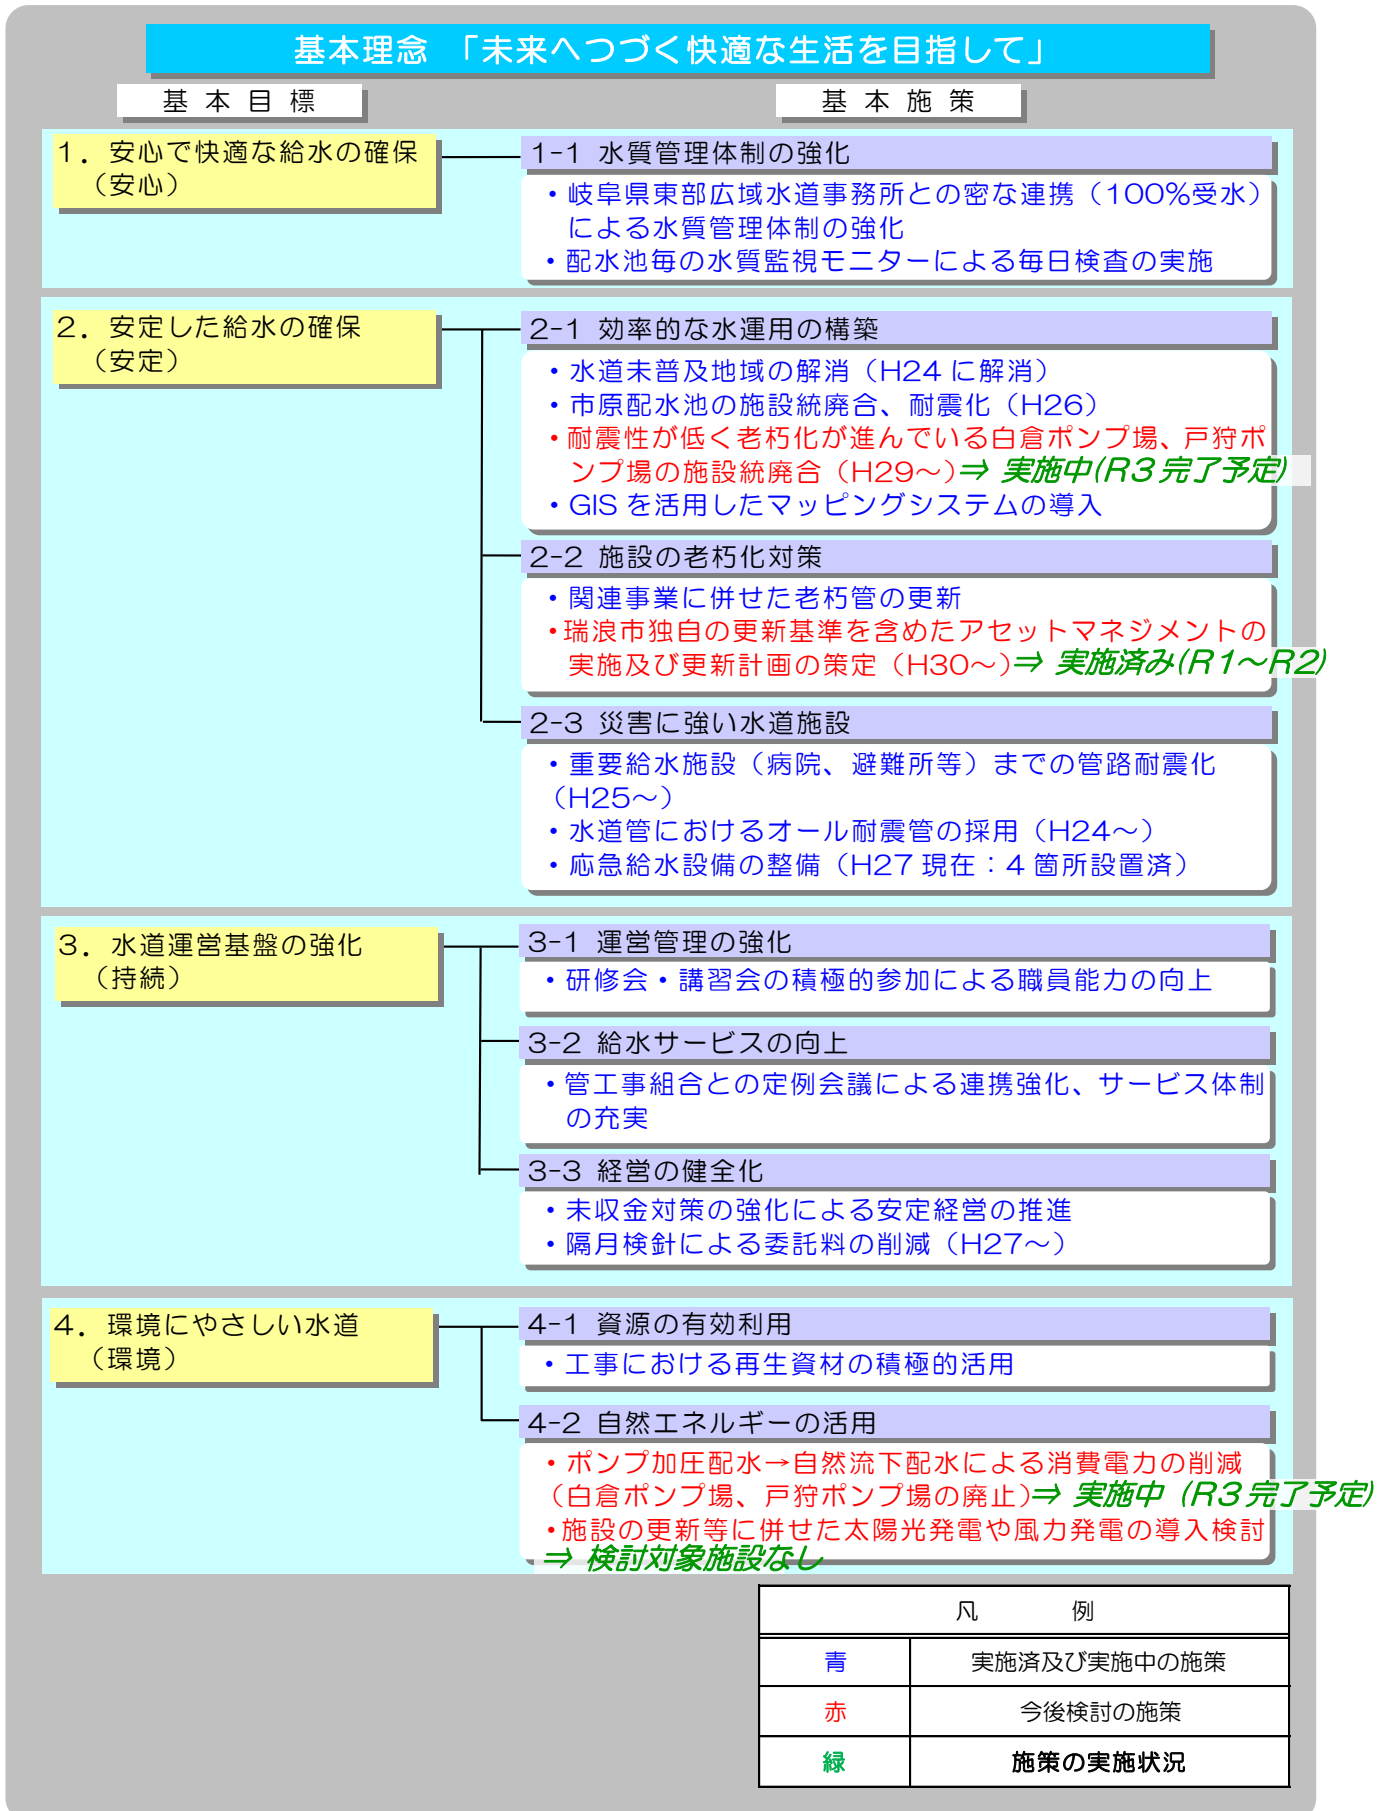 基本理念 「未来へつづく快適な生活を目指して」
基 本 目 標
基 本 施 策
1．安心で快適な給水の確保
（安心）
1-1 水質管理体制の強化
・岐阜県東部広域水道事務所との密な連携（100%受水）
による水質管理体制の強化
・配水池毎の水質監視モニターによる毎日検査の実施
2．安定した給水の確保
（安定）
2-1 効率的な水運用の構築
・水道未普及地域の解消（H24 に解消）
・市原配水池の施設統廃合、耐震化（H26）
・耐震性が低く老朽化が進んでいる白倉ポンプ場、戸狩ポ
ンプ場の施設統廃合（H29～）⇒ 実施中(R3 完了予定)
・GIS を活用したマッピングシステムの導入
2-2 施設の老朽化対策
・関連事業に併せた老朽管の更新
・瑞浪市独自の更新基準を含めたアセットマネジメントの
実施及び更新計画の策定（H30～）⇒ 実施済み(R1～R2)
2-3 災害に強い水道施設
・重要給水施設（病院、避難所等）までの管路耐震化
（H25～）
・水道管におけるオール耐震管の採用（H24～）
・応急給水設備の整備（H27 現在：4 箇所設置済）
3．水道運営基盤の強化
（持続）
3-1 運営管理の強化
・研修会・講習会の積極的参加による職員能力の向上
3-2 給水サービスの向上
・管工事組合との定例会議による連携強化、サービス体制
の充実
3-3 経営の健全化
・未収金対策の強化による安定経営の推進
・隔月検針による委託料の削減（H27～）
4．環境にやさしい水道
（環境）
4-1 資源の有効利用
・工事における再生資材の積極的活用
4-2 自然エネルギーの活用
・ポンプ加圧配水→自然流下配水による消費電力の削減
（白倉ポンプ場、戸狩ポンプ場の廃止）⇒ 実施中 (R3 完了予定)
・施設の更新等に併せた太陽光発電や風力発電の導入検討
⇒ 検討対象施設なし
凡 例
青 実施済及び実施中の施策
赤 今後検討の施策
緑 施策の実施状況